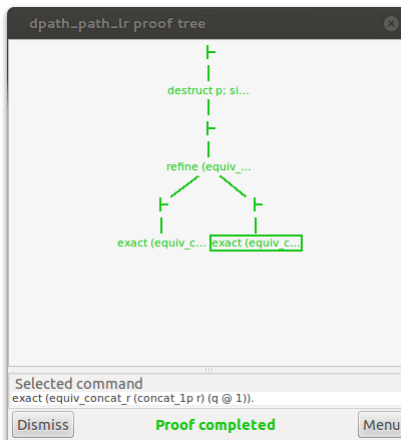 dpath_path_lr proof tree
destruct p; si...
refine (equiv_...
exact (equiv_c... exact (equiv_c...
Selected command
exact (equiv_concat_r (concat_1p r) (q @ 1)).
Dismiss Proof completed Menu